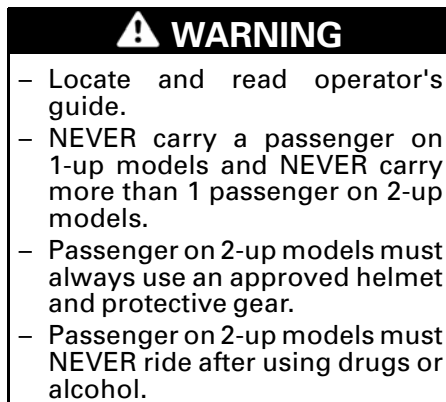 WARNING
– Locate and read operator's
guide.
– NEVER carry a passenger on
1-up models and NEVER carry
more than 1 passenger on 2-up
models.
– Passenger on 2-up models must
always use an approved helmet
and protective gear.
– Passenger on 2-up models must
NEVER ride after using drugs or
alcohol.